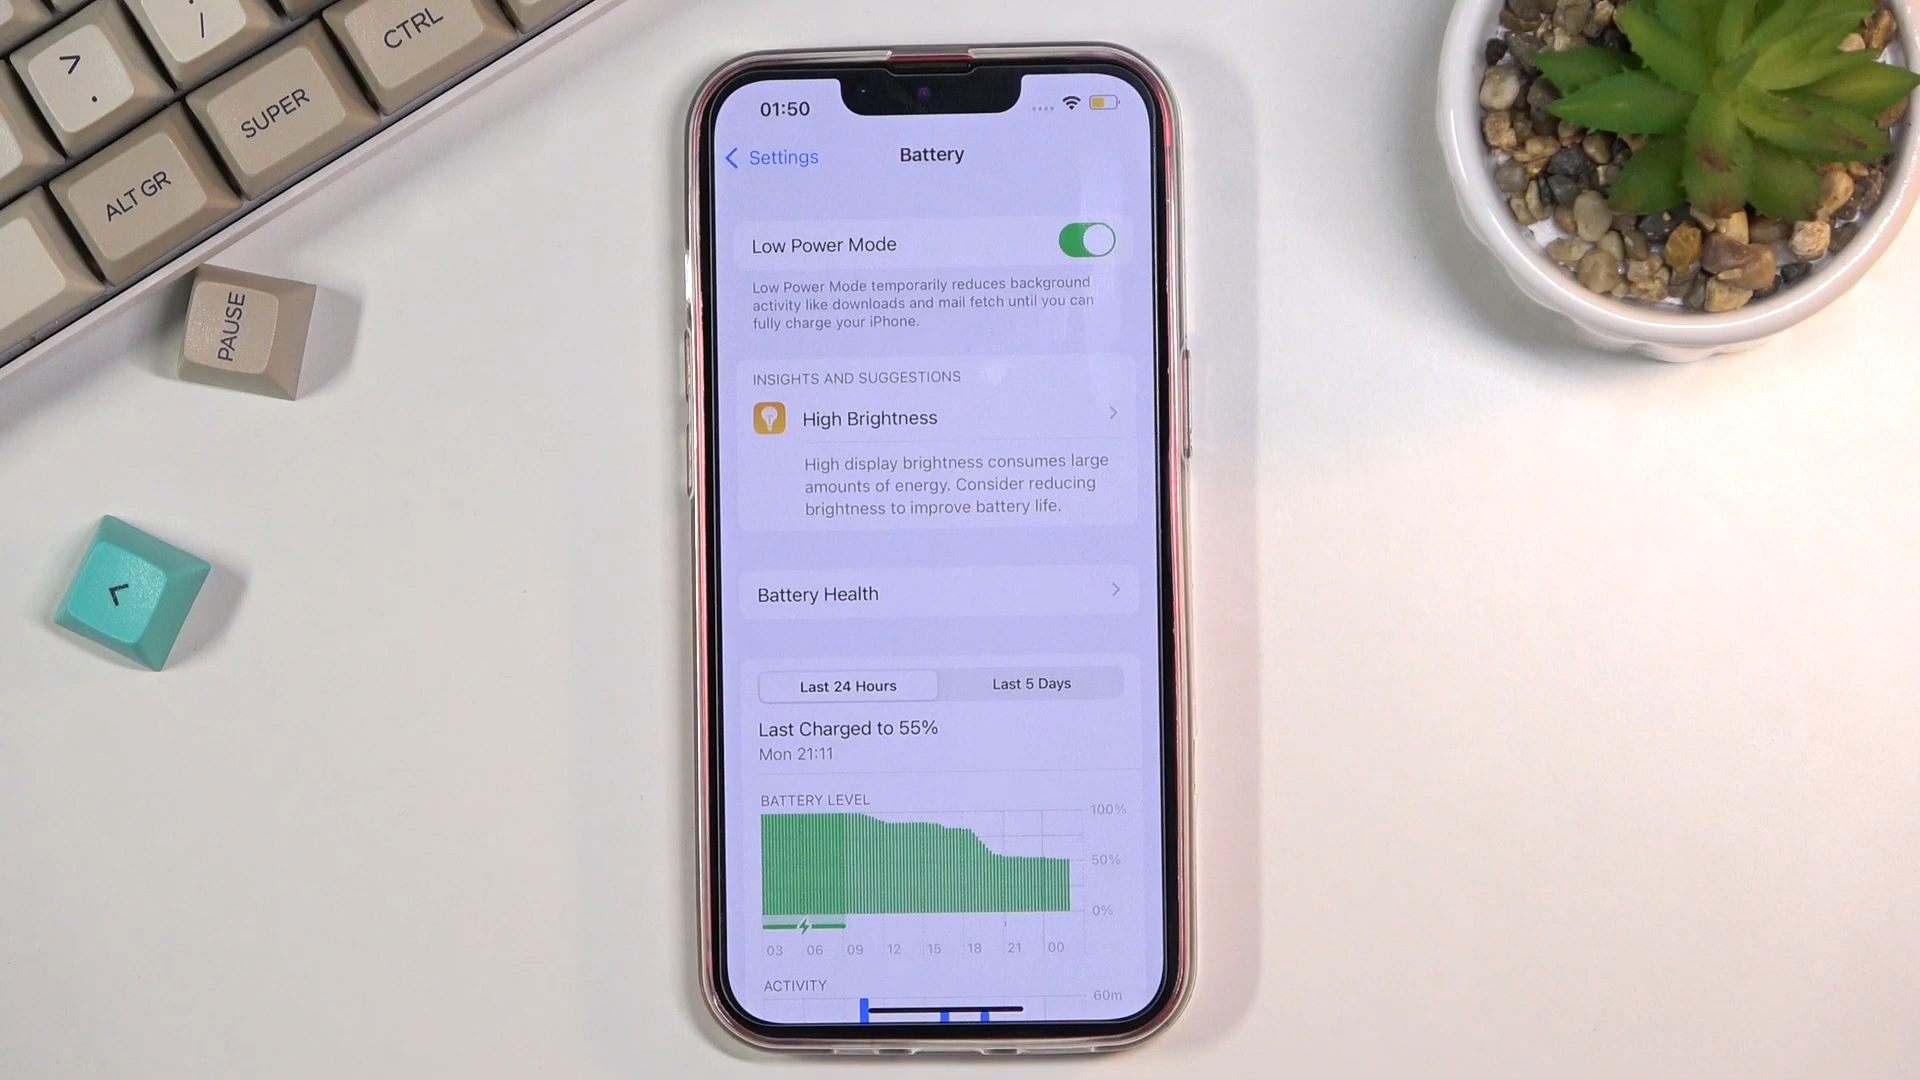 >
.
/
CTRL
SUPER
ALT GR
PAUSE
<
01:50
Settings
Battery
Low Power Mode
Low Power Mode temporarily reduces background
activity like downloads and mail fetch until you can
fully charge your iPhone.
INSIGHTS AND SUGGESTIONS
High Brightness
High display brightness consumes large
amounts of energy. Consider reducing
brightness to improve battery life.
Battery Health
Last 24 Hours
Last 5 Days
Last Charged to 55%
Mon 21:11
BATTERY LEVEL
100%
50%
0%
03 06 09 12 15 18 21 00
ACTIVITY
60m